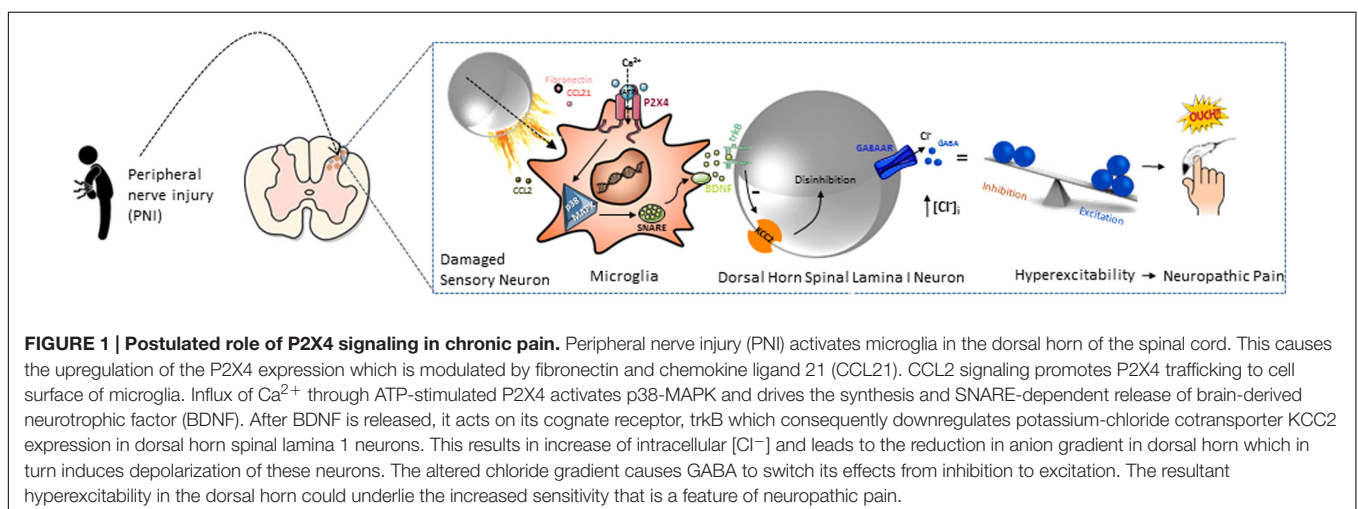 Peripheral
nerve injury
(PNI)
Fibronectin
CCL21
Ca²⁺
ATP
P2X4
CCL2
p38
MAPK
SNARE
BDNF
trkB
KCC2
Disinhibition
GABAAR
Cl⁻
GABA
↑[Cl⁻]i
=
Inhibition
Excitation
OUCH!!
Damaged
Sensory Neuron
Microglia
Dorsal Horn Spinal Lamina I Neuron
Hyperexcitability → Neuropathic Pain
FIGURE 1 | Postulated role of P2X4 signaling in chronic pain. Peripheral nerve injury (PNI) activates microglia in the dorsal horn of the spinal cord. This causes
the upregulation of the P2X4 expression which is modulated by fibronectin and chemokine ligand 21 (CCL21). CCL2 signaling promotes P2X4 trafficking to cell
surface of microglia. Influx of Ca²⁺ through ATP-stimulated P2X4 activates p38-MAPK and drives the synthesis and SNARE-dependent release of brain-derived
neurotrophic factor (BDNF). After BDNF is released, it acts on its cognate receptor, trkB which consequently downregulates potassium-chloride cotransporter KCC2
expression in dorsal horn spinal lamina 1 neurons. This results in increase of intracellular [Cl⁻] and leads to the reduction in anion gradient in dorsal horn which in
turn induces depolarization of these neurons. The altered chloride gradient causes GABA to switch its effects from inhibition to excitation. The resultant
hyperexcitability in the dorsal horn could underlie the increased sensitivity that is a feature of neuropathic pain.